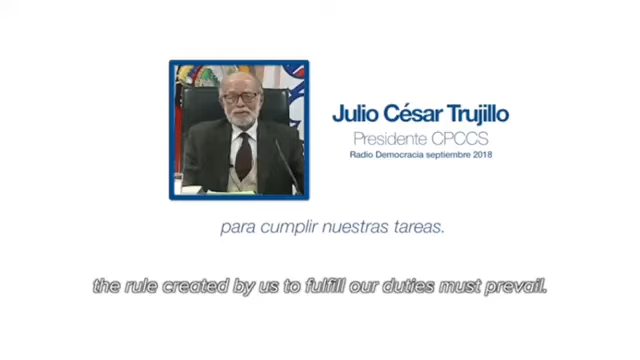 Julio César Trujillo
Presidente CPCCS
Radio Democracia septiembre 2018
para cumplir nuestras tareas.
the rule created by us to fulfill our duties must prevail.